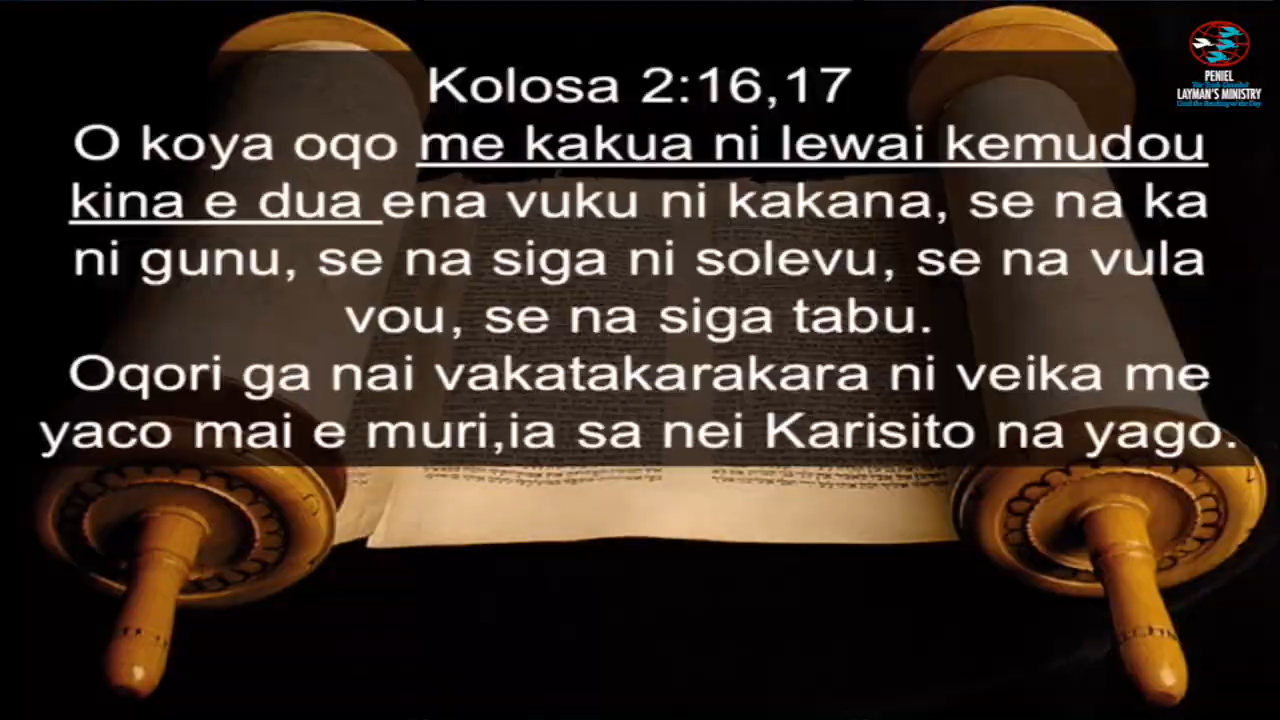 Kolosa 2:16,17
O koya oqo me kakua ni lewai kemudou
kina e dua ena vuku ni kakana, se na ka
ni gunu, se na siga ni solevu, se na vula
vou, se na siga tabu.
Oqori ga nai vakatakarakara ni veika me
yaco mai e muri,ia sa nei Karisito na yago.
PENIEL
LAYMAN'S MINISTRY